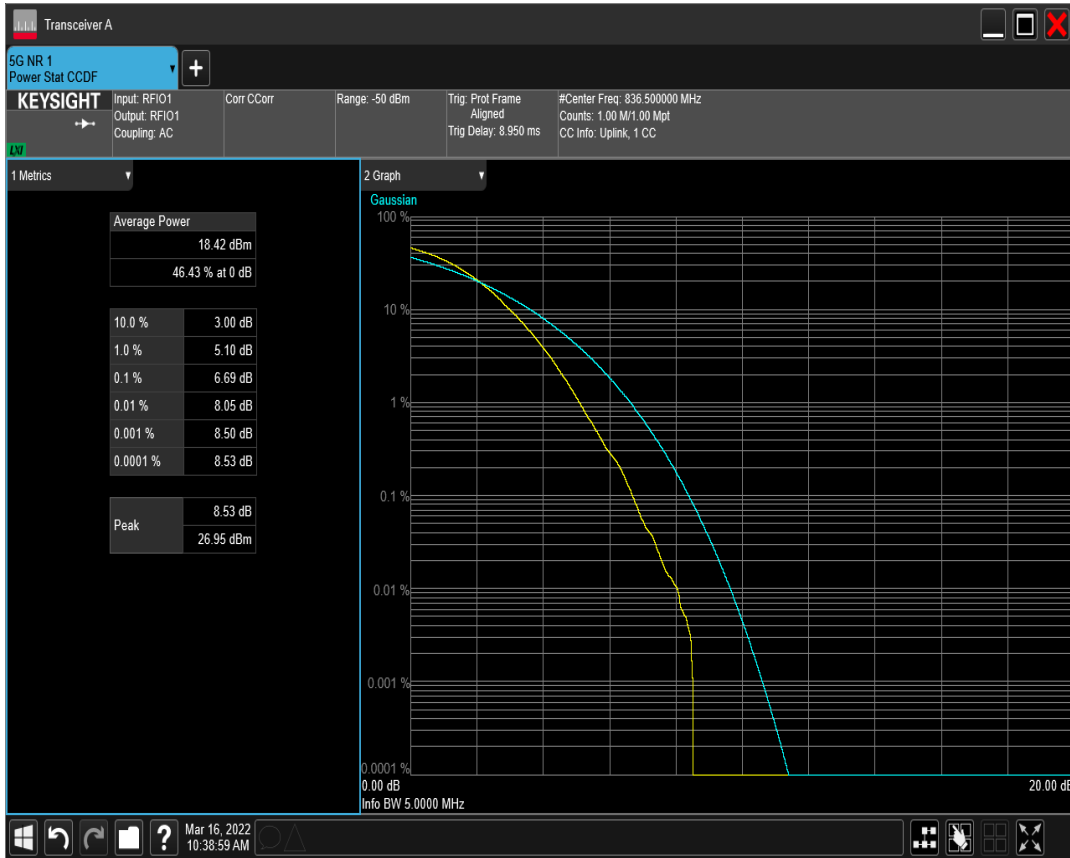 Transceiver A
5G NR 1
Power Stat CCDF
KEYSIGHT
LXI
Input: RFIO1
Output: RFIO1
Coupling: AC
Corr CCorr
Range: -50 dBm
Trig: Prot Frame
Aligned
Trig Delay: 8.950 ms
#Center Freq: 836.500000 MHz
Counts: 1.00 M/1.00 Mpt
CC Info: Uplink, 1 CC
1 Metrics
Average Power
18.42 dBm
46.43 % at 0 dB
10.0 % 3.00 dB
1.0 % 5.10 dB
0.1 % 6.69 dB
0.01 % 8.05 dB
0.001 % 8.50 dB
0.0001 % 8.53 dB
Peak
8.53 dB
26.95 dBm
2 Graph
Gaussian
100 %
10 %
1 %
0.1 %
0.01 %
0.001 %
0.0001 %
0.00 dB
20.00 dB
Info BW 5.0000 MHz
?
Mar 16, 2022
10:38:59 AM